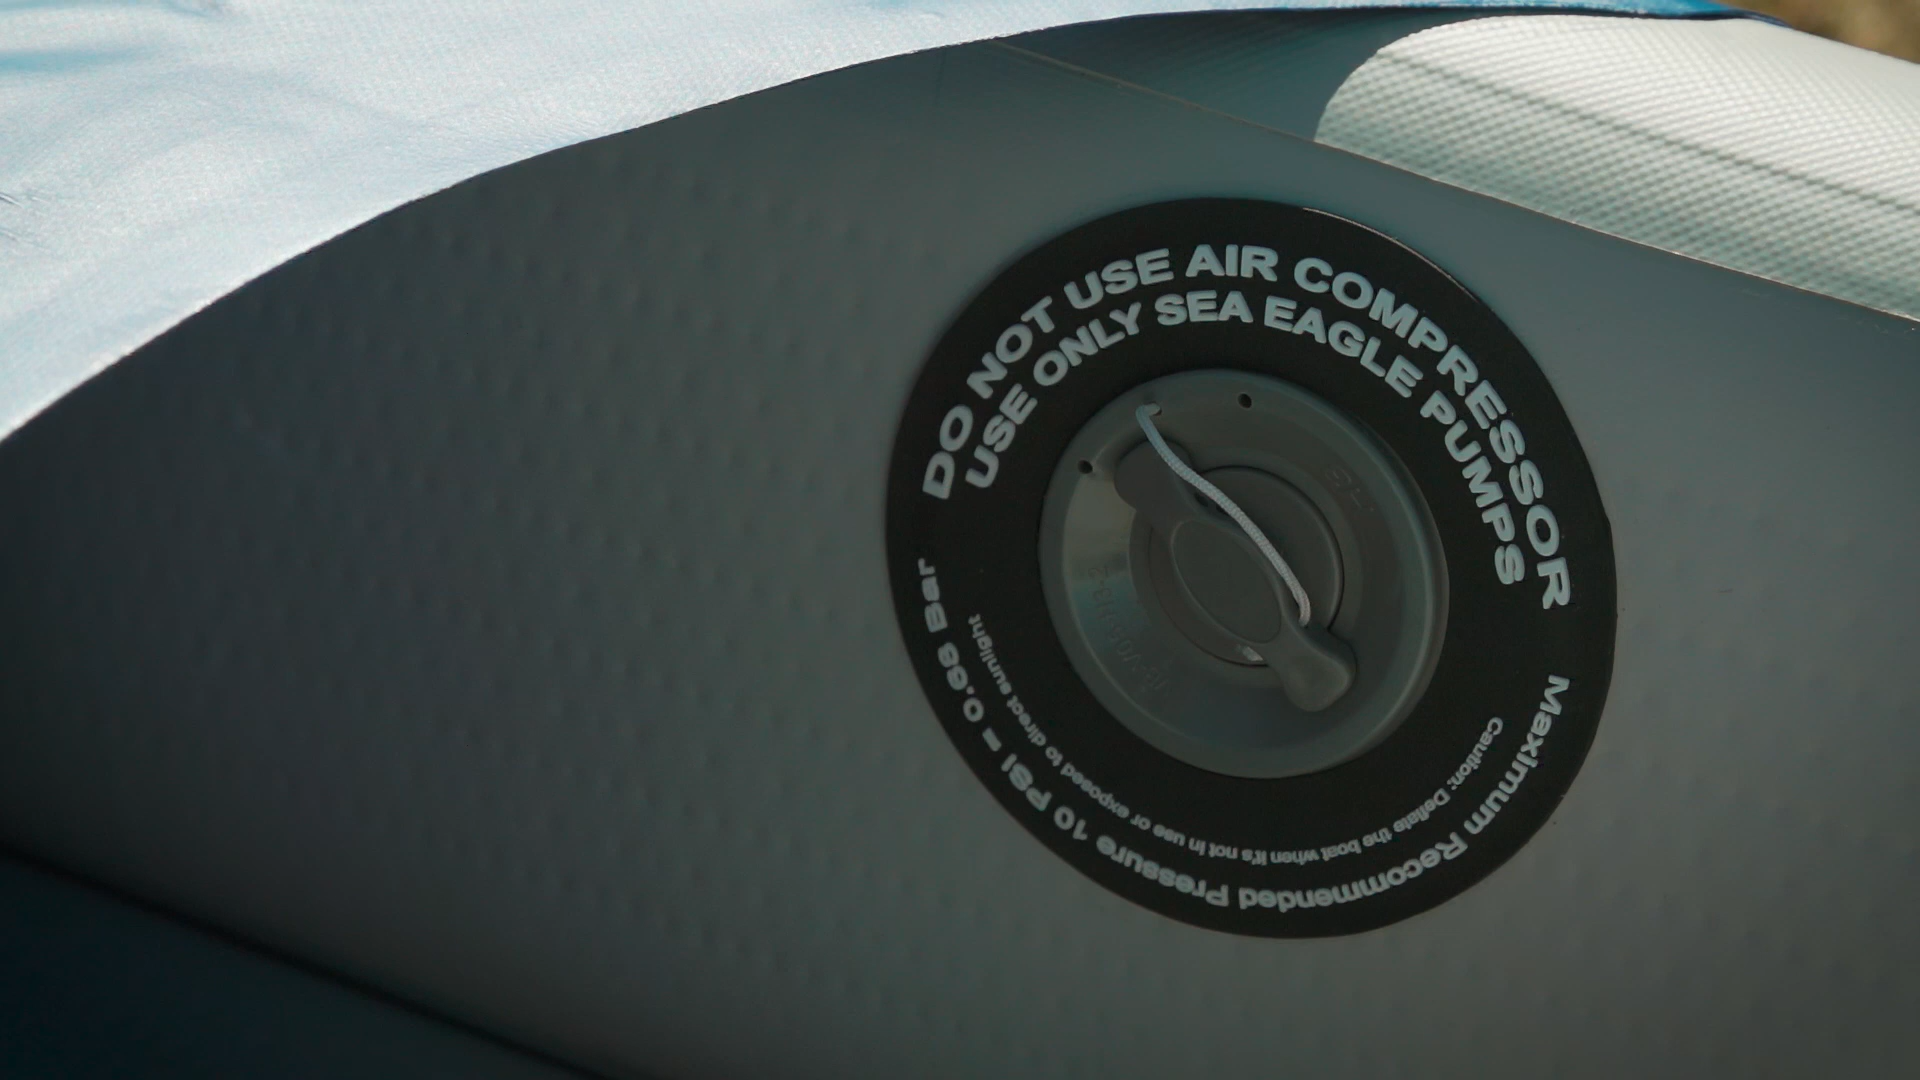 DO NOT USE AIR COMPRESSOR
USE ONLY SEA EAGLE PUMPS
Maximum Recommended Pressure 10 PSI = 0.68 Bar
Caution: Deflate the boat when it's not in use or exposed to direct sunlight